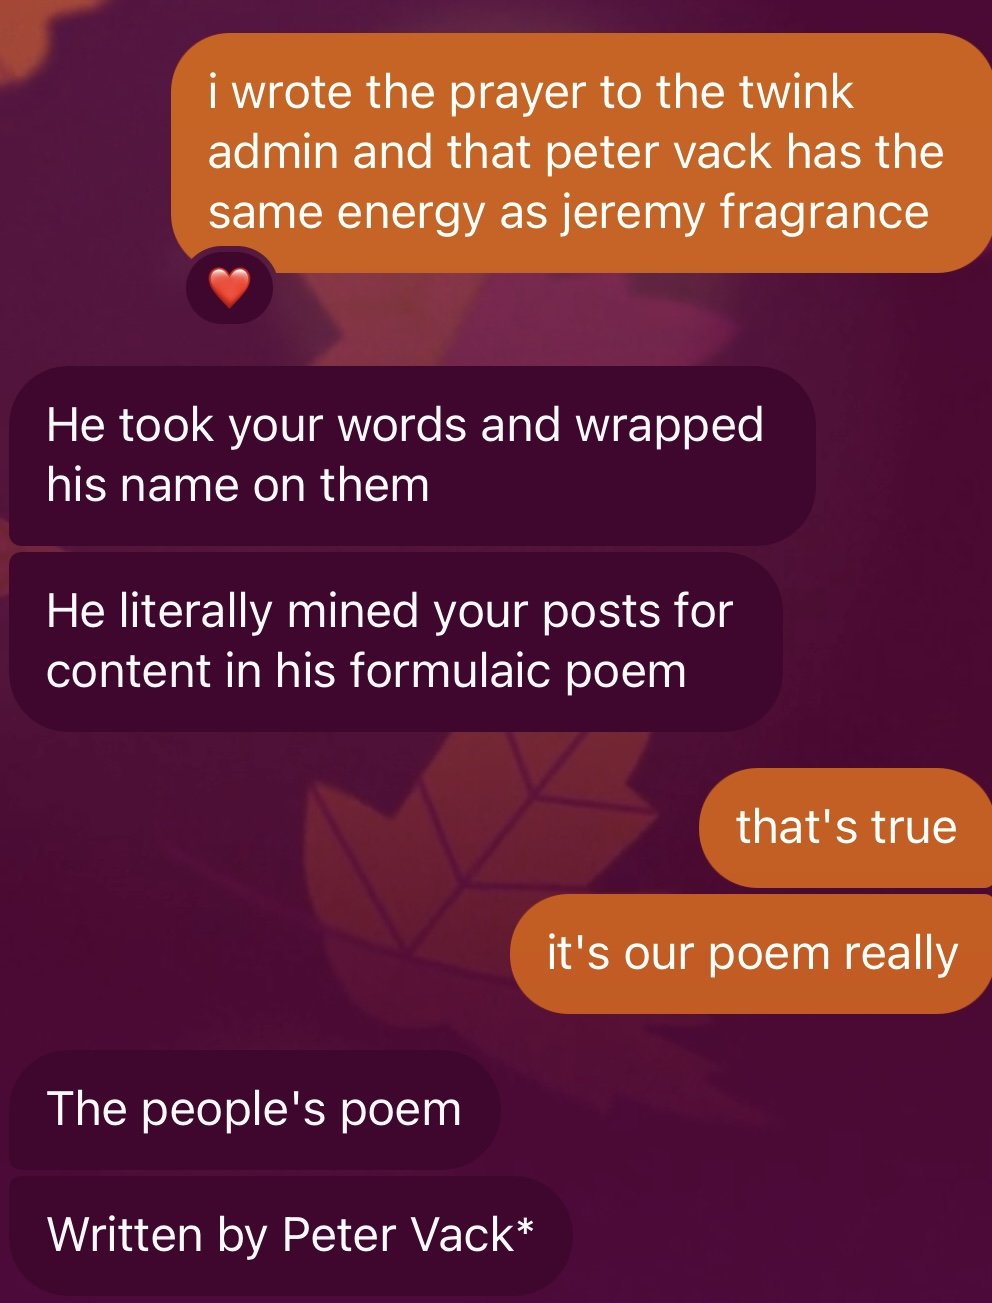 i wrote the prayer to the twink
admin and that peter vack has the
same energy as jeremy fragrance
He took your words and wrapped
his name on them
He literally mined your posts for
content in his formulaic poem
that's true
it's our poem really
The people's poem
Written by Peter Vack*